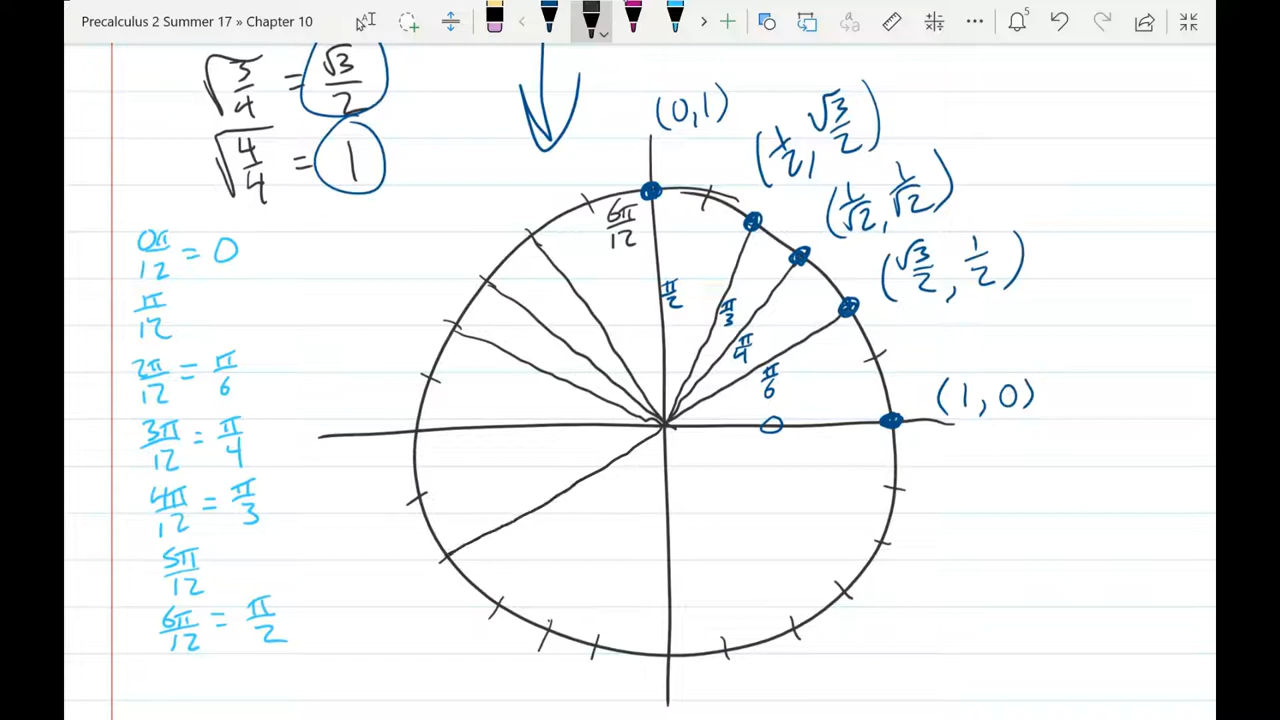 Precalculus 2 Summer 17 » Chapter 10
√(3/4) = √3/2
√(4/4) = 1
(0,1)
(1/2, √3/2)
(1/√2, 1/√2)
(√3/2, 1/2)
(1, 0)
6π/12
π/2
π/3
π/4
π/6
0
0π/12 = 0
π/12
2π/12 = π/6
3π/12 = π/4
4π/12 = π/3
5π/12
6π/12 = π/2
5